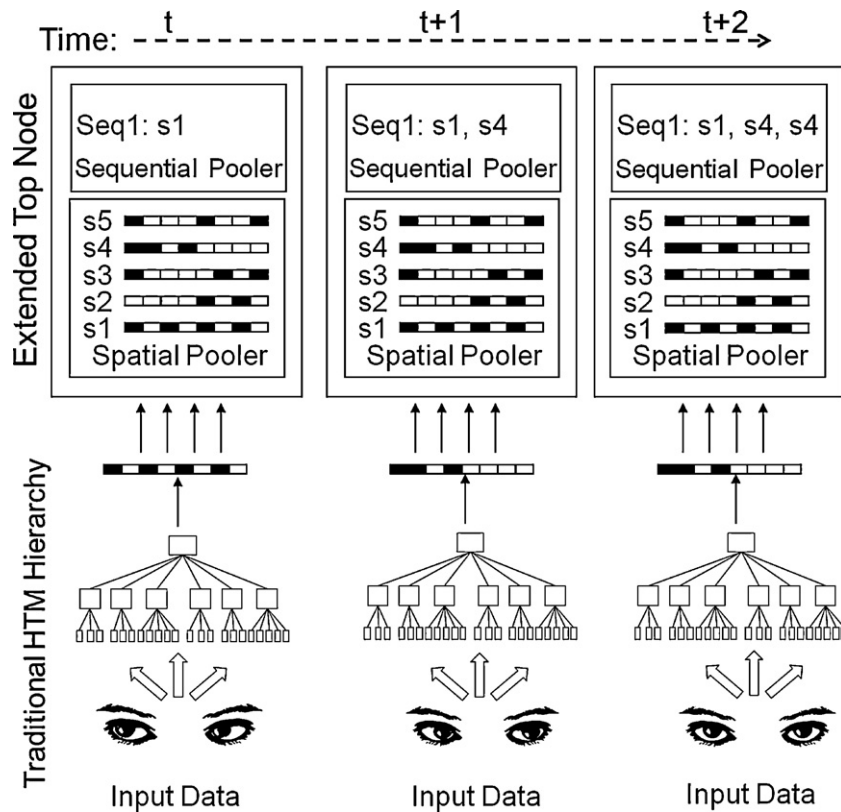 Time: t t+1 t+2
Extended Top Node
Seq1: s1
Sequential Pooler
s5
s4
s3
s2
s1
Spatial Pooler
Seq1: s1, s4
Sequential Pooler
s5
s4
s3
s2
s1
Spatial Pooler
Seq1: s1, s4, s4
Sequential Pooler
s5
s4
s3
s2
s1
Spatial Pooler
Traditional HTM Hierarchy
Input Data
Input Data
Input Data